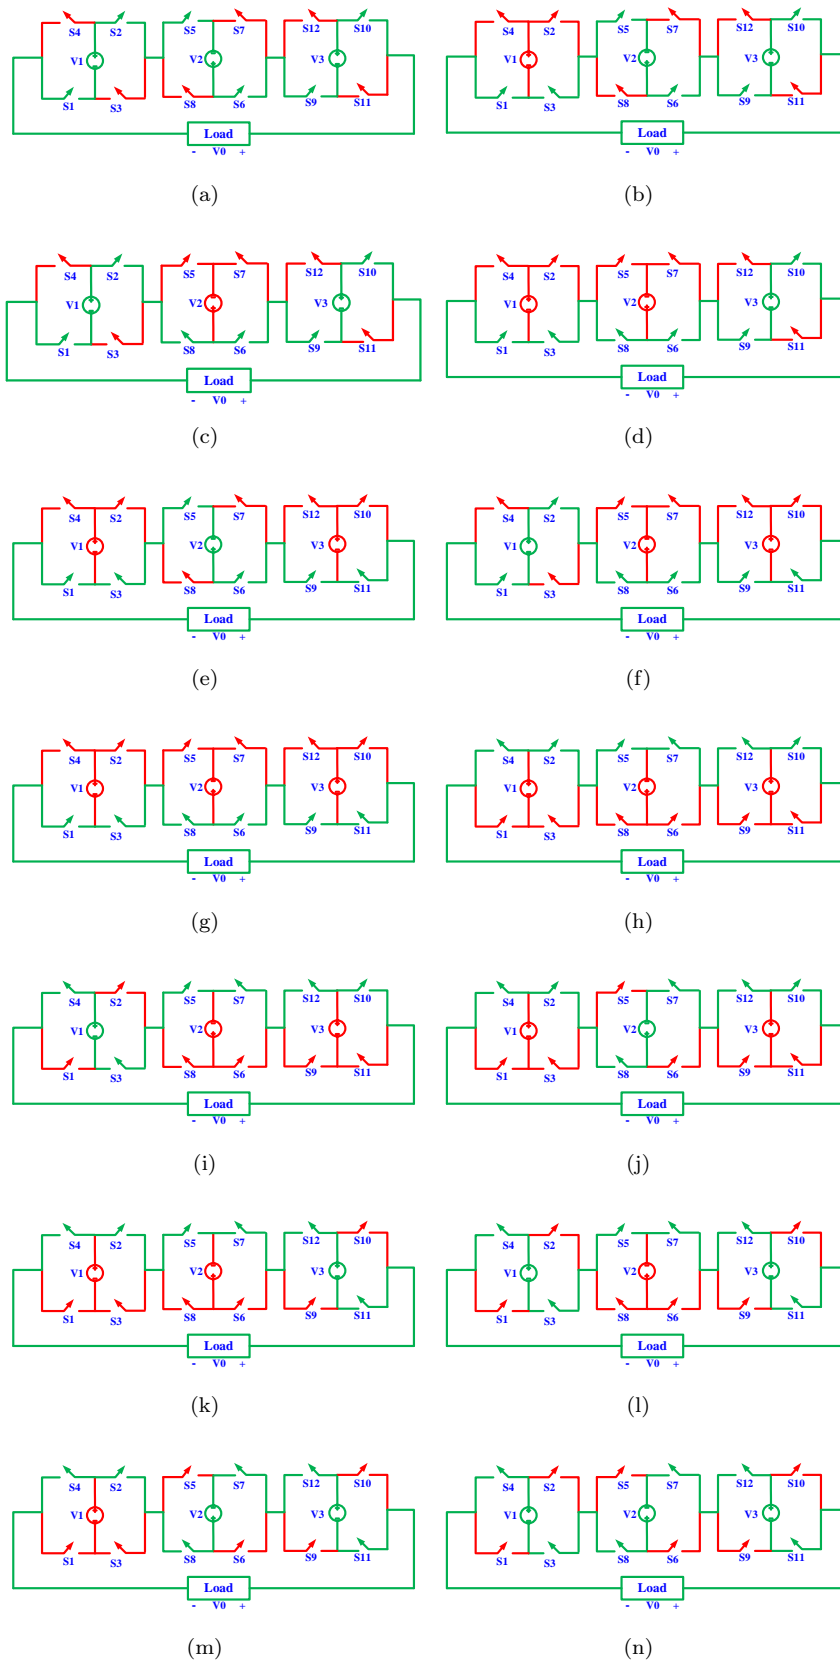 S4 S2 S5 S7 S12 S10
V1 V2 V3
S1 S3 S8 S6 S9 S11
Load
- V0 +
(a)
S4 S2 S5 S7 S12 S10
V1 V2 V3
S1 S3 S8 S6 S9 S11
Load
- V0 +
(b)
S4 S2 S5 S7 S12 S10
V1 V2 V3
S1 S3 S8 S6 S9 S11
Load
- V0 +
(c)
S4 S2 S5 S7 S12 S10
V1 V2 V3
S1 S3 S8 S6 S9 S11
Load
- V0 +
(d)
S4 S2 S5 S7 S12 S10
V1 V2 V3
S1 S3 S8 S6 S9 S11
Load
- V0 +
(e)
S4 S2 S5 S7 S12 S10
V1 V2 V3
S1 S3 S8 S6 S9 S11
Load
- V0 +
(f)
S4 S2 S5 S7 S12 S10
V1 V2 V3
S1 S3 S8 S6 S9 S11
Load
- V0 +
(g)
S4 S2 S5 S7 S12 S10
V1 V2 V3
S1 S3 S8 S6 S9 S11
Load
- V0 +
(h)
S4 S2 S5 S7 S12 S10
V1 V2 V3
S1 S3 S8 S6 S9 S11
Load
- V0 +
(i)
S4 S2 S5 S7 S12 S10
V1 V2 V3
S1 S3 S8 S6 S9 S11
Load
- V0 +
(j)
S4 S2 S5 S7 S12 S10
V1 V2 V3
S1 S3 S8 S6 S9 S11
Load
- V0 +
(k)
S4 S2 S5 S7 S12 S10
V1 V2 V3
S1 S3 S8 S6 S9 S11
Load
- V0 +
(l)
S4 S2 S5 S7 S12 S10
V1 V2 V3
S1 S3 S8 S6 S9 S11
Load
- V0 +
(m)
S4 S2 S5 S7 S12 S10
V1 V2 V3
S1 S3 S8 S6 S9 S11
Load
- V0 +
(n)